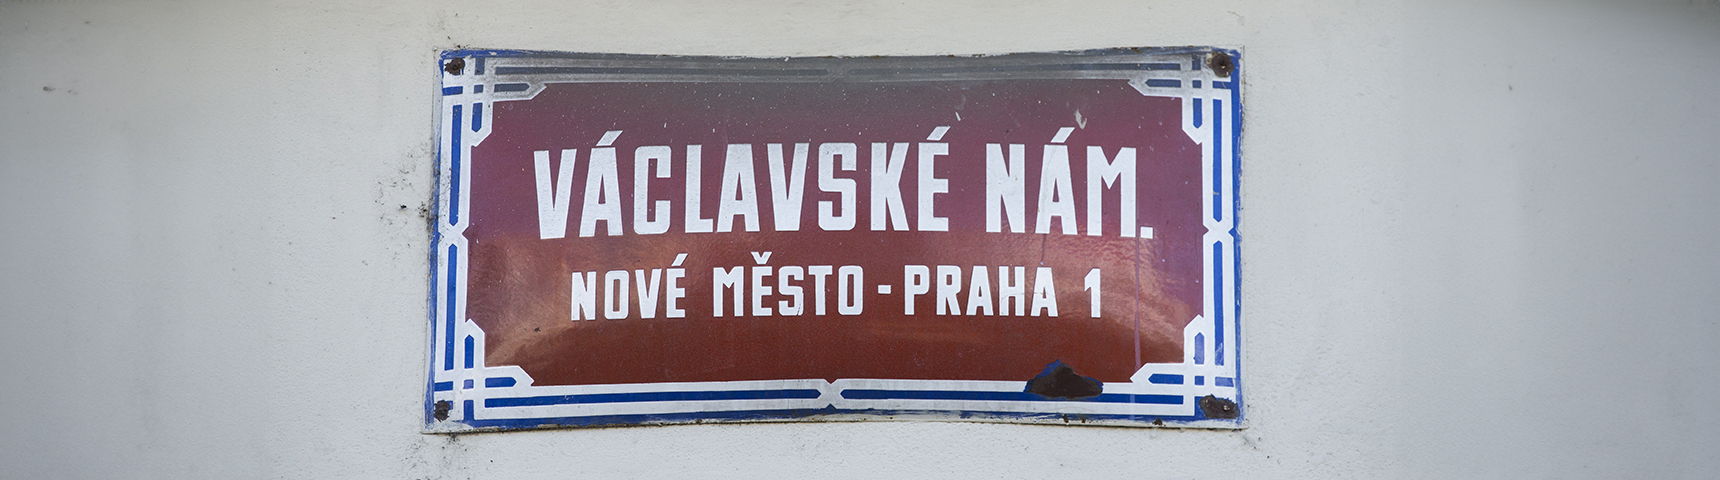 VÁCLAVSKÉ NÁM.
NOVÉ MĚSTO - PRAHA 1